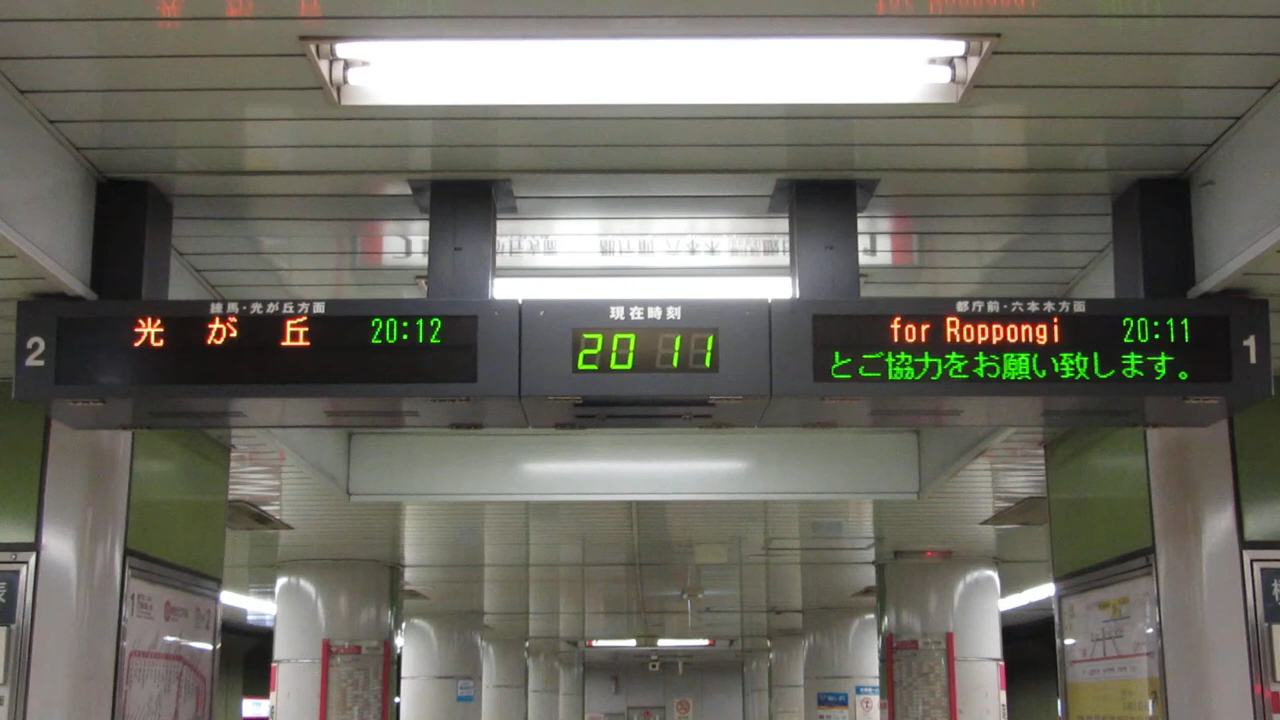 2
練馬・光が丘方面
光 が 丘 20:12
現在時刻
20 11
都庁前・六本木方面
for Roppongi 20:11
とご協力をお願い致します。
1